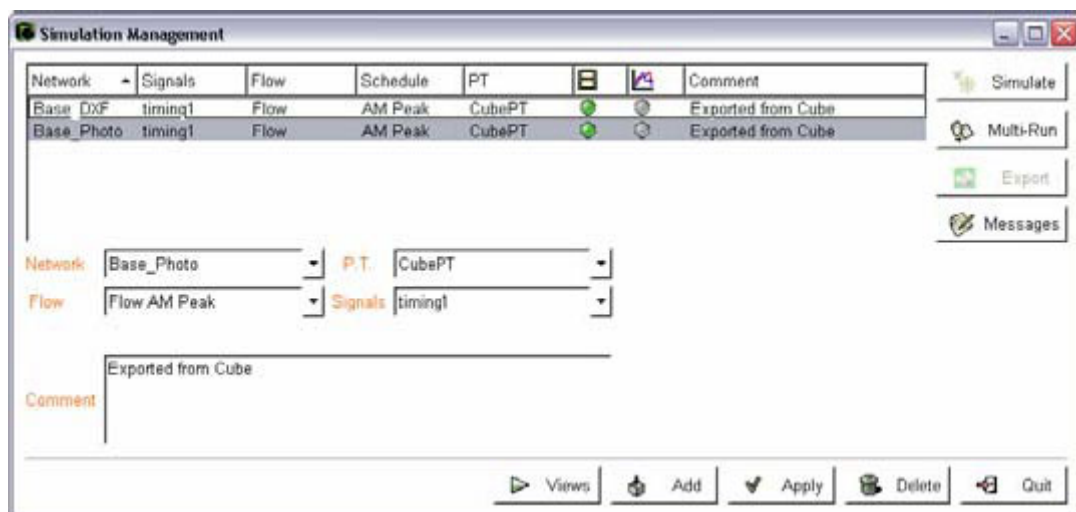 Simulation Management
Network Signals Flow Schedule PT Comment
Base_DXF timing1 Flow AM Peak CubePT Exported from Cube
Base_Photo timing1 Flow AM Peak CubePT Exported from Cube
Simulate
Multi-Run
Export
Messages
Network Base_Photo P.T. CubePT
Flow Flow AM Peak Signals timing1
Comment Exported from Cube
Views Add Apply Delete Quit